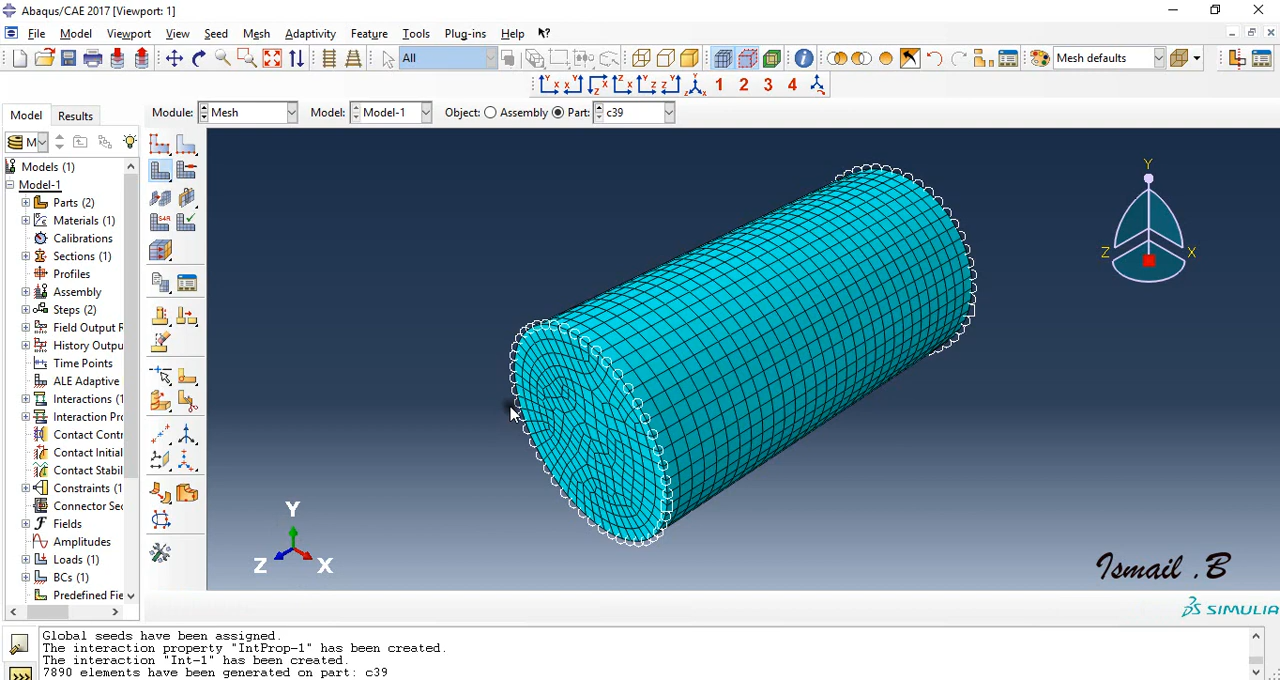 Abaqus/CAE 2017 [Viewport: 1]
File Model Viewport View Seed Mesh Adaptivity Feature Tools Plug-ins Help
All Mesh defaults
1 2 3 4
Model Results Module: Mesh Model: Model-1 Object: Assembly Part: c39
M
Models (1)
Model-1
Parts (2)
Materials (1)
Calibrations
Sections (1)
Profiles
Assembly
Steps (2)
Field Output R
History Output
Time Points
ALE Adaptive
Interactions (1
Interaction Pro
Contact Contr
Contact Initial
Contact Stabil
Constraints (1
Connector Sec
Fields
Amplitudes
Loads (1)
BCs (1)
Predefined Fie
Y
Z X
Y
Z X
Ismail .B
SIMULIA
Global seeds have been assigned.
The interaction property "IntProp-1" has been created.
The interaction "Int-1" has been created.
7890 elements have been generated on part: c39